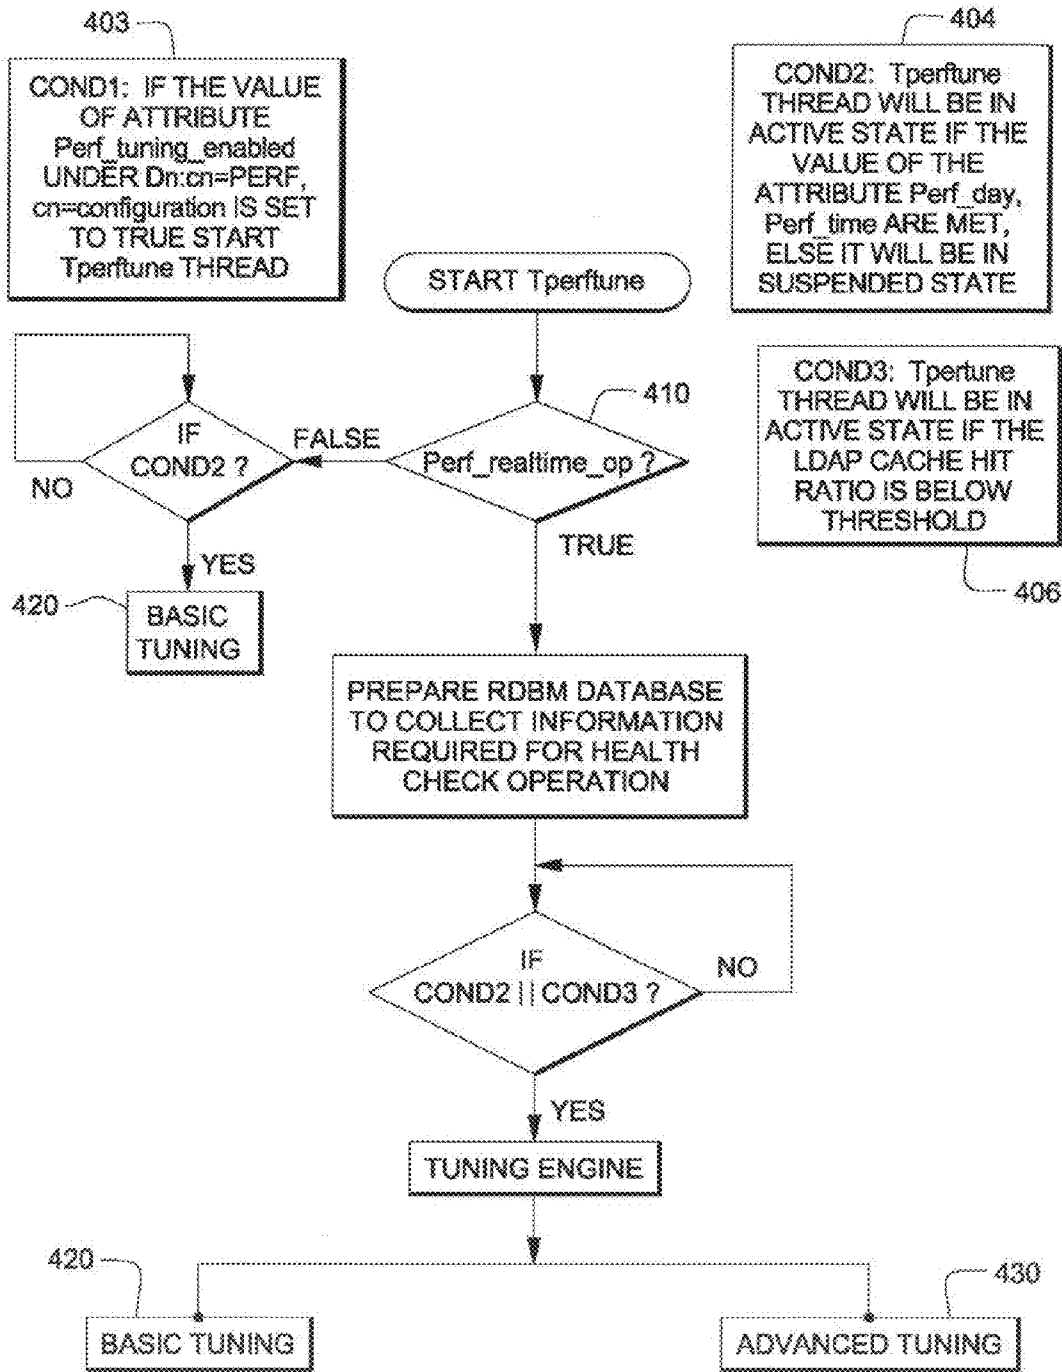 403
COND1: IF THE VALUE
OF ATTRIBUTE
Perf_tuning_enabled
UNDER Dn:cn=PERF,
cn=configuration IS SET
TO TRUE START
Tperftune THREAD
404
COND2: Tperftune
THREAD WILL BE IN
ACTIVE STATE IF THE
VALUE OF THE
ATTRIBUTE Perf_day,
Perf_time ARE MET,
ELSE IT WILL BE IN
SUSPENDED STATE
START Tperftune
COND3: Tpertune
THREAD WILL BE IN
ACTIVE STATE IF THE
LDAP CACHE HIT
RATIO IS BELOW
THRESHOLD
406
410
Perf_realtime_op ?
FALSE
TRUE
IF
COND2 ?
NO
YES
420
BASIC
TUNING
PREPARE RDBM DATABASE
TO COLLECT INFORMATION
REQUIRED FOR HEALTH
CHECK OPERATION
IF
COND2 || COND3 ?
NO
YES
TUNING ENGINE
420
BASIC TUNING
430
ADVANCED TUNING